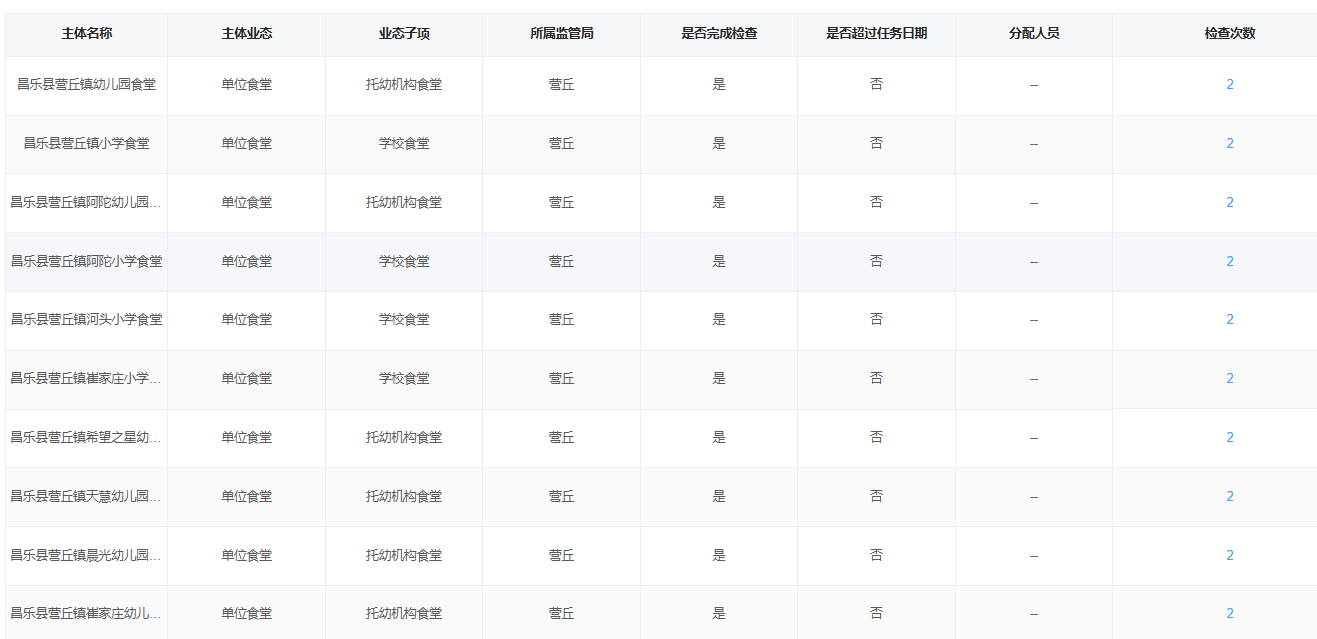 主体名称 主体业态 业态子项 所属监管局 是否完成检查 是否超过任务日期 分配人员 检查次数
昌乐县营丘镇幼儿园食堂 单位食堂 托幼机构食堂 营丘 是 否 -- 2
昌乐县营丘镇小学食堂 单位食堂 学校食堂 营丘 是 否 -- 2
昌乐县营丘镇阿陀幼儿园... 单位食堂 托幼机构食堂 营丘 是 否 -- 2
昌乐县营丘镇阿陀小学食堂 单位食堂 学校食堂 营丘 是 否 -- 2
昌乐县营丘镇河头小学食堂 单位食堂 学校食堂 营丘 是 否 -- 2
昌乐县营丘镇崔家庄小学... 单位食堂 学校食堂 营丘 是 否 -- 2
昌乐县营丘镇希望之星幼... 单位食堂 托幼机构食堂 营丘 是 否 -- 2
昌乐县营丘镇天慧幼儿园... 单位食堂 托幼机构食堂 营丘 是 否 -- 2
昌乐县营丘镇晨光幼儿园... 单位食堂 托幼机构食堂 营丘 是 否 -- 2
昌乐县营丘镇崔家庄幼儿... 单位食堂 托幼机构食堂 营丘 是 否 -- 2